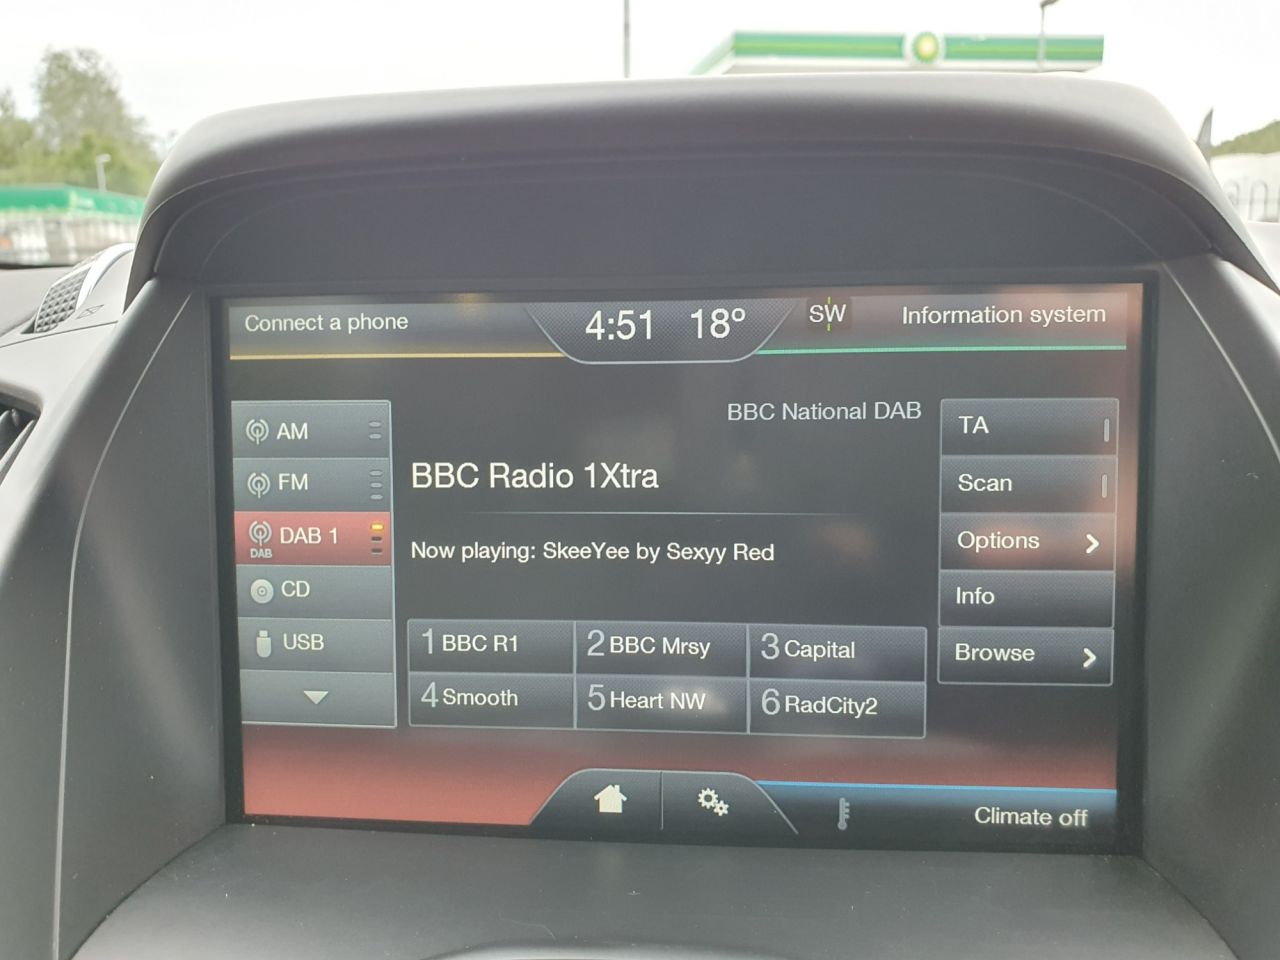 Connect a phone
4:51 18°
SW
Information system
AM
FM
DAB 1
DAB
CD
USB
BBC National DAB
BBC Radio 1Xtra
Now playing: SkeeYee by Sexyy Red
1 BBC R1
2 BBC Mrsy
3 Capital
4 Smooth
5 Heart NW
6 RadCity2
TA
Scan
Options
Info
Browse
Climate off